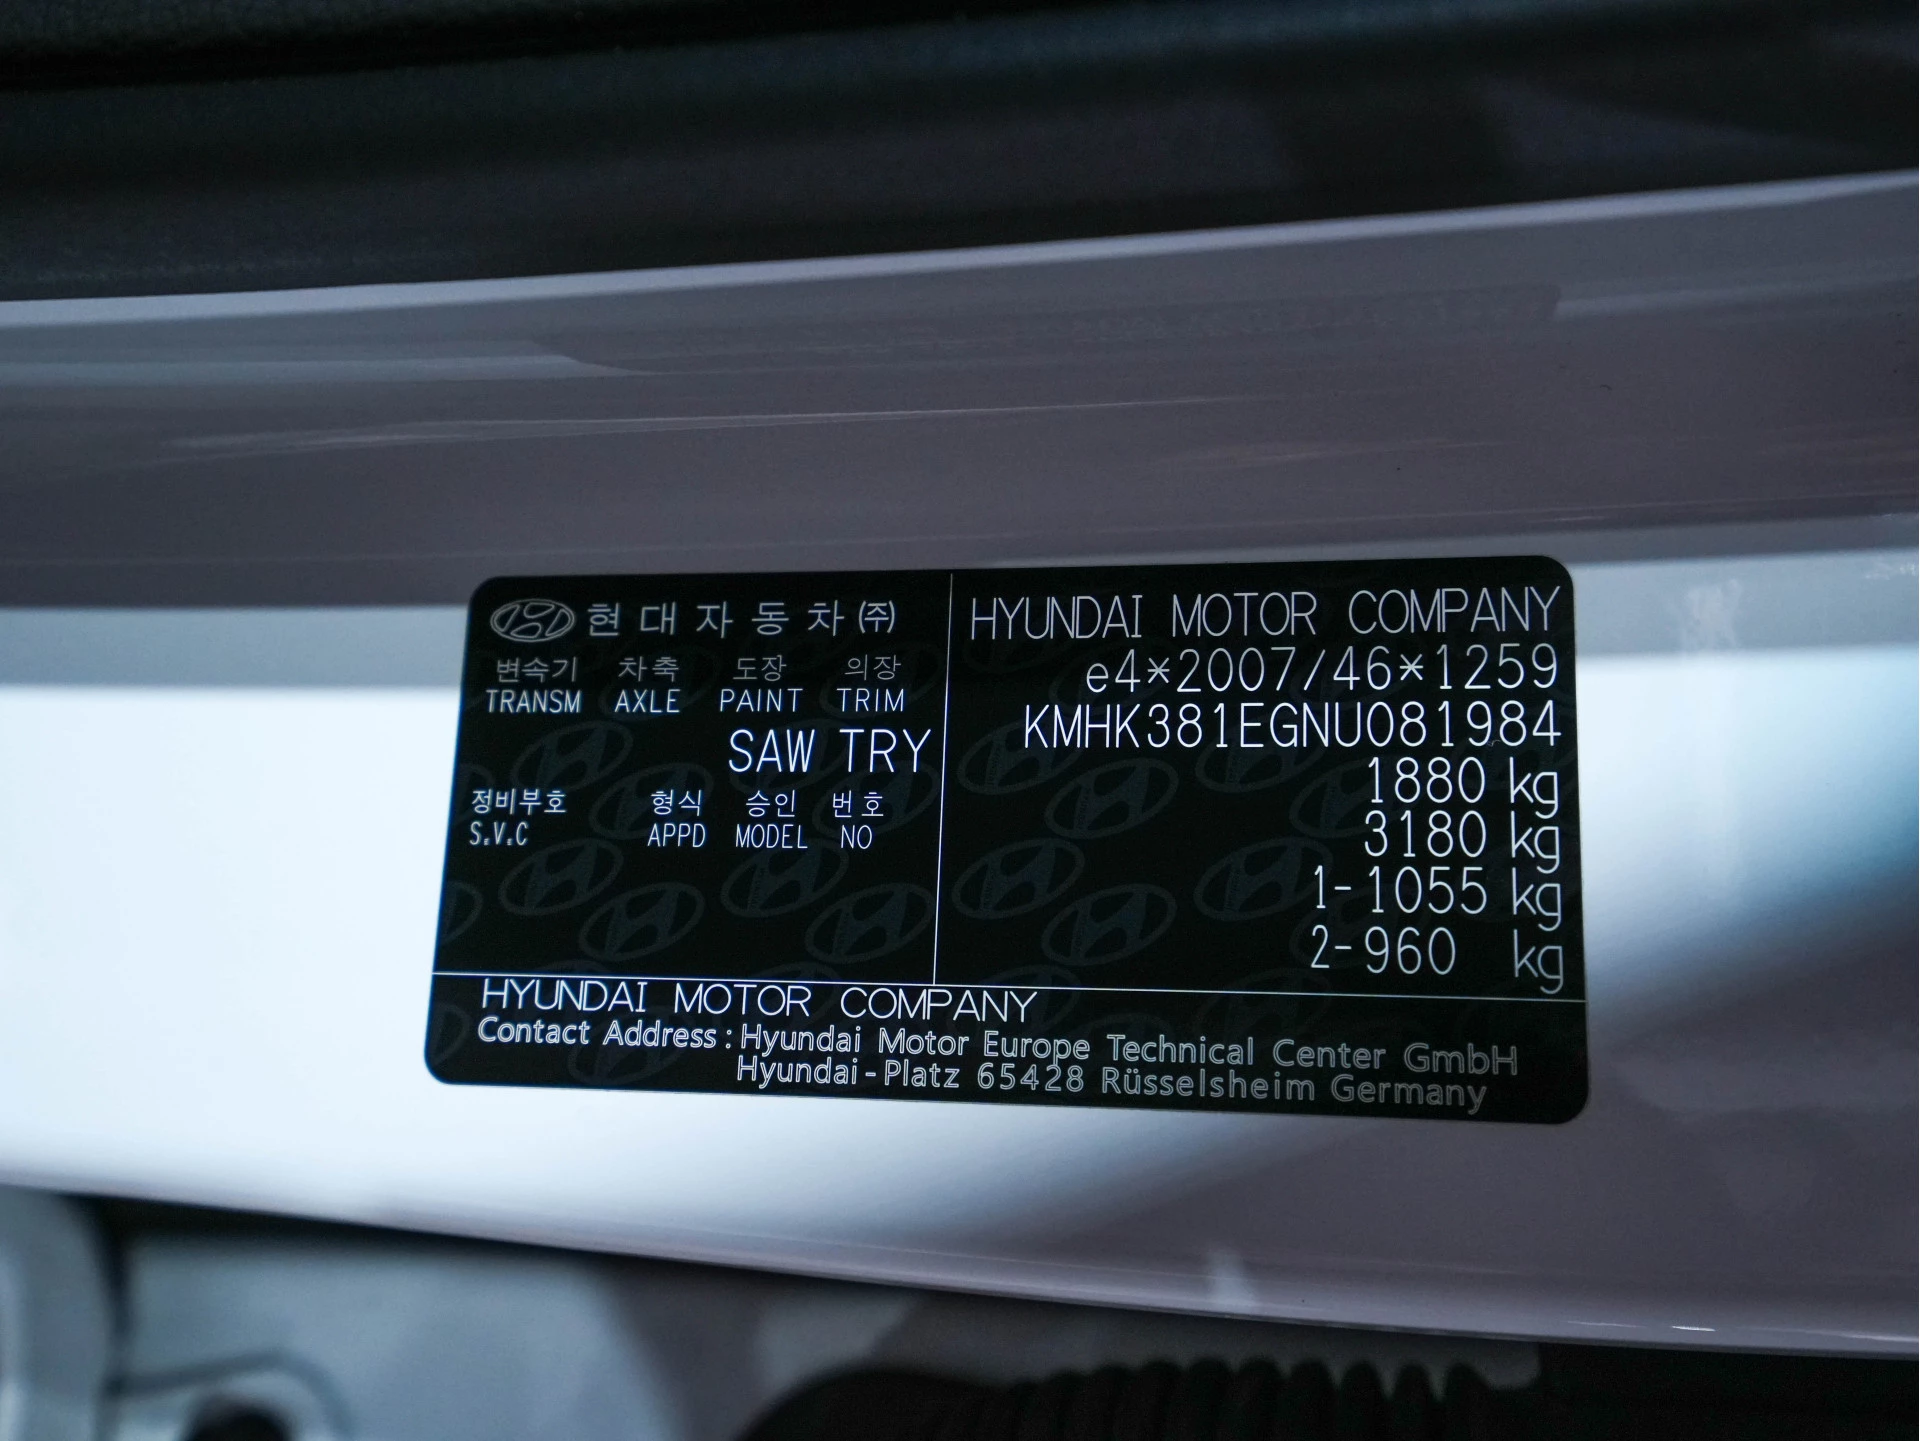 현대자동차㈜
변속기 차축 도장 의장
TRANSM AXLE PAINT TRIM
SAW TRY
정비부호 형식 승인 번호
S.V.C APPD MODEL NO
HYUNDAI MOTOR COMPANY
e4*2007/46*1259
KMHK381EGNU081984
1880 kg
3180 kg
1-1055 kg
2-960 kg
HYUNDAI MOTOR COMPANY
Contact Address : Hyundai Motor Europe Technical Center GmbH
Hyundai-Platz 65428 Rüsselsheim Germany